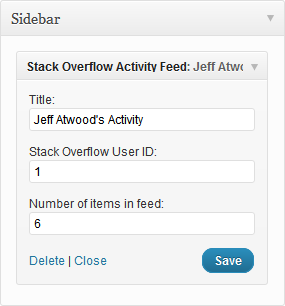 Sidebar
Stack Overflow Activity Feed: Jeff Atwo
Title:
Jeff Atwood's Activity
Stack Overflow User ID:
1
Number of items in feed:
6
Delete | Close Save